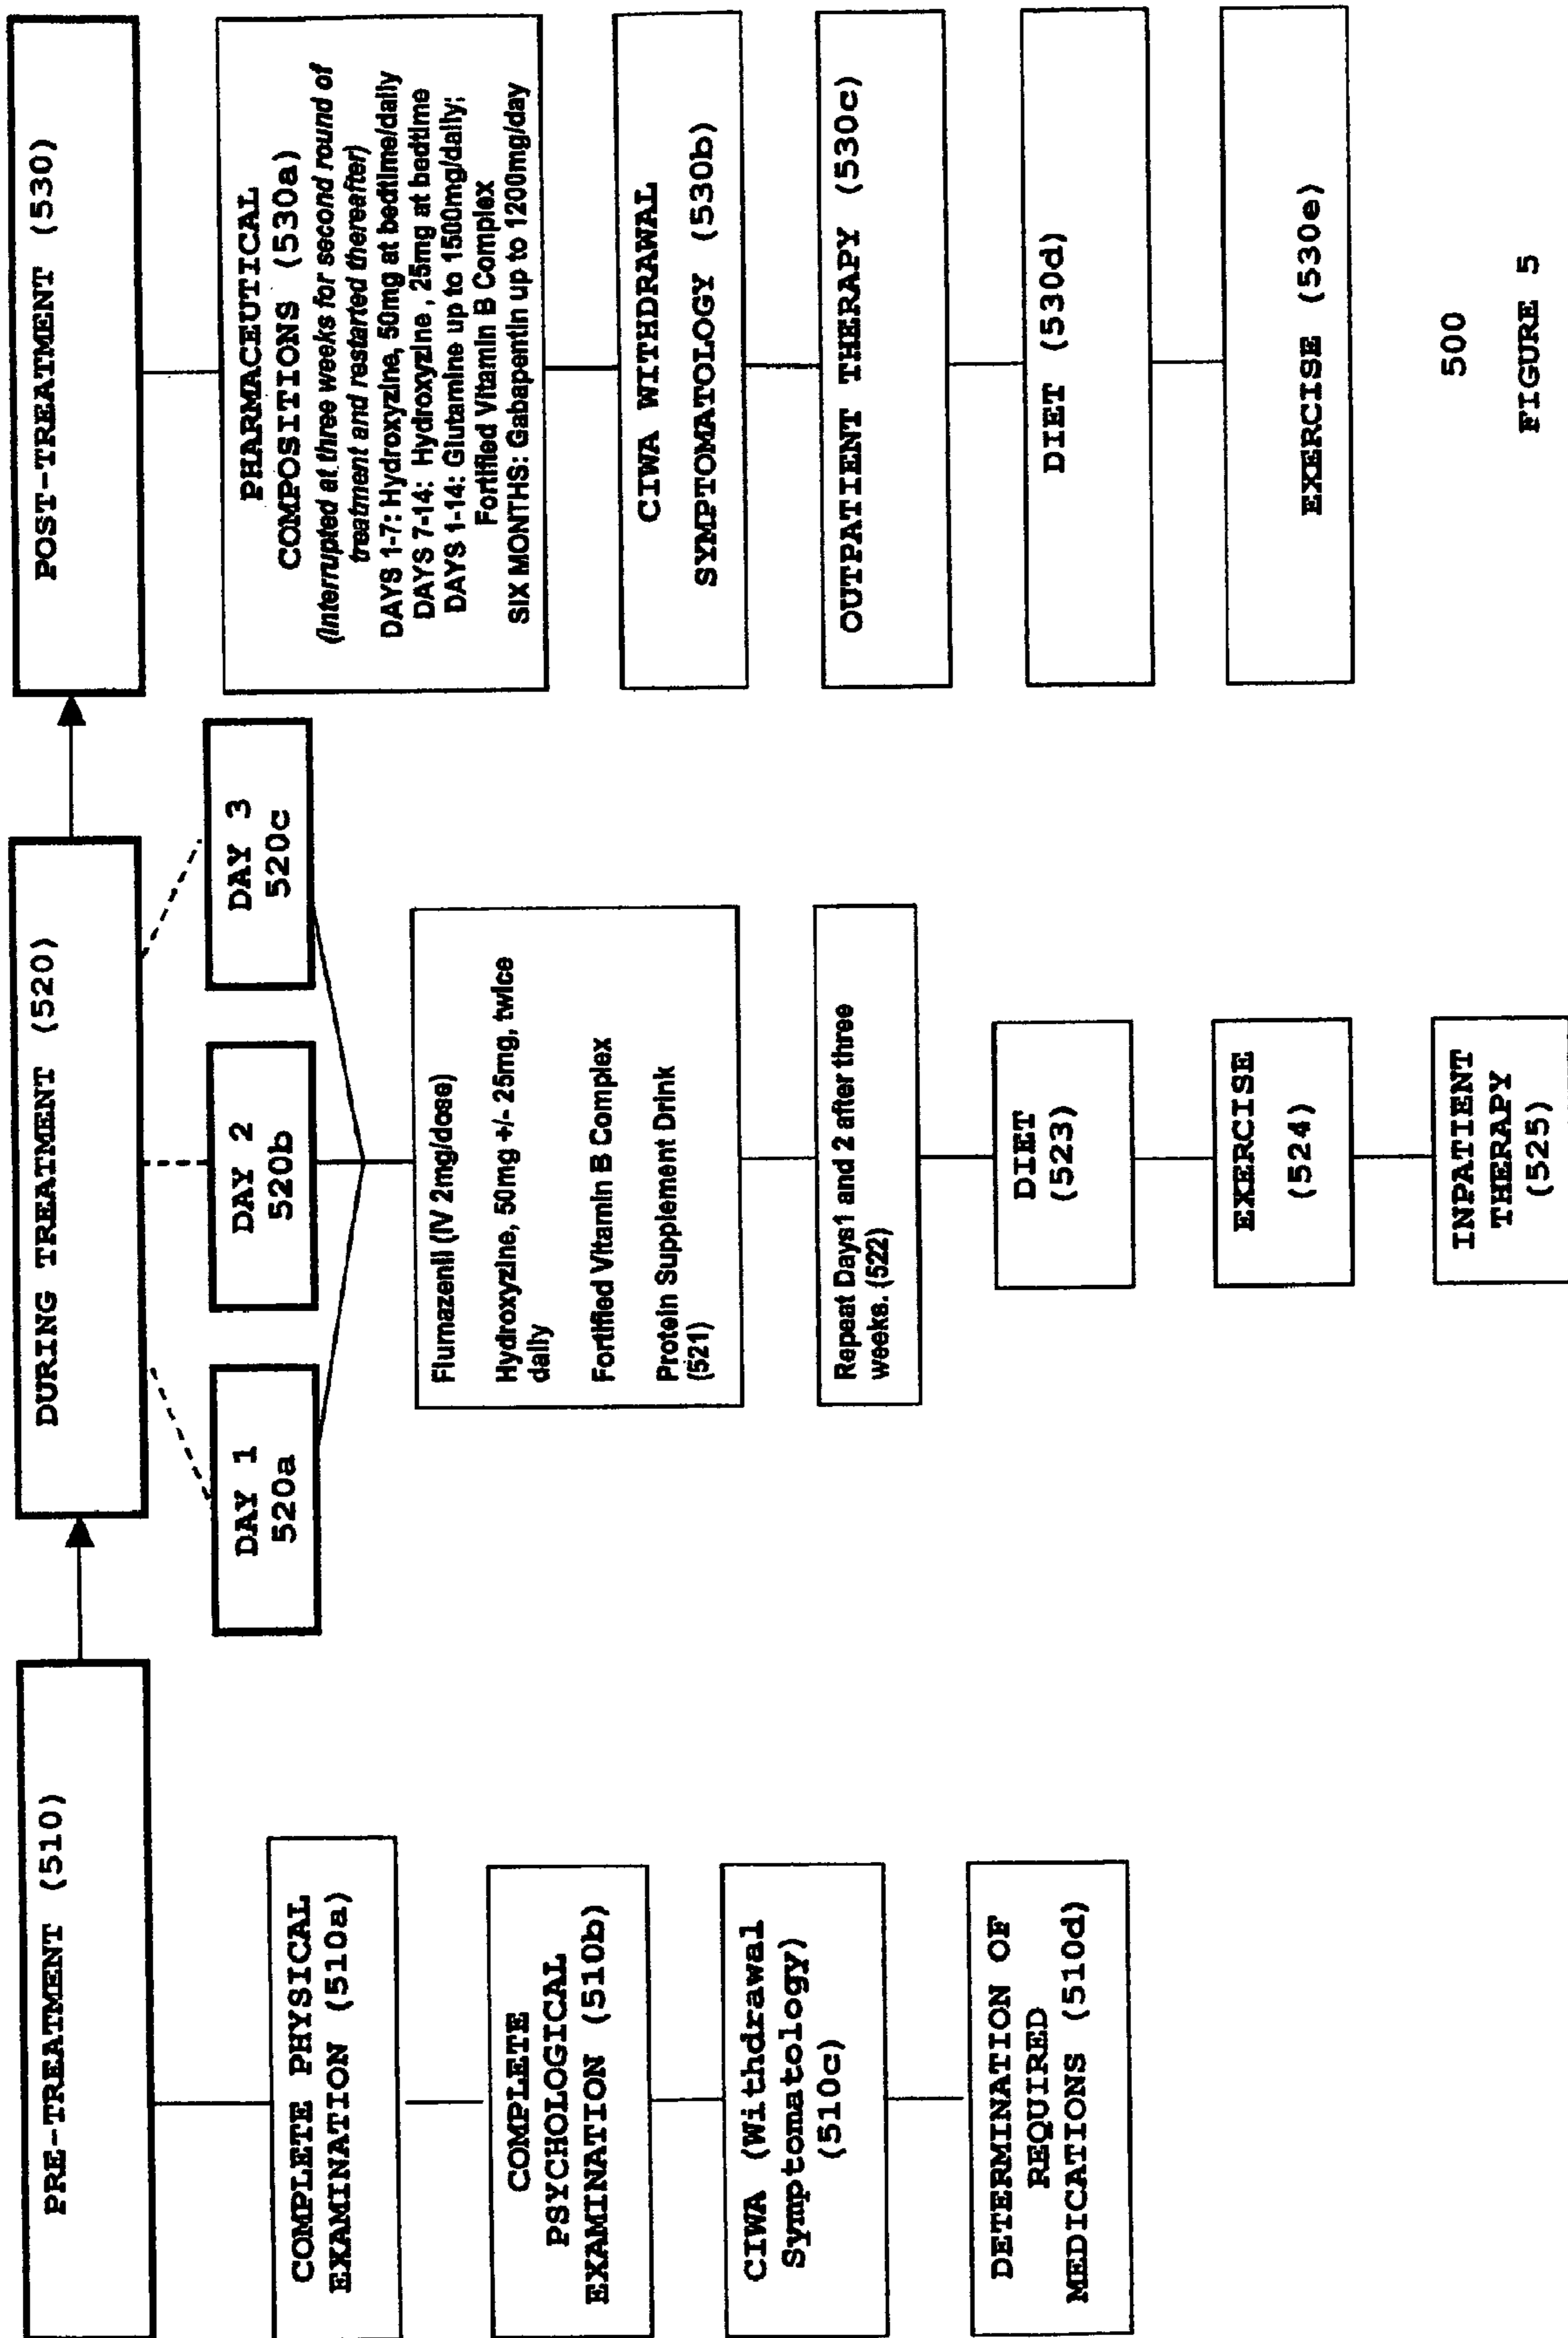 PRE-TREATMENT (510)
COMPLETE PHYSICAL
EXAMINATION (510a)
COMPLETE
PSYCHOLOGICAL
EXAMINATION (510b)
CIWA (Withdrawal
Symptomatology)
(510c)
DETERMINATION OF
REQUIRED
MEDICATIONS (510d)
DURING TREATMENT (520)
DAY 1
520a
DAY 2
520b
DAY 3
520c
Flumazenil (IV 2mg/dose)
Hydroxyzine, 50mg +/- 25mg, twice
daily
Fortified Vitamin B Complex
Protein Supplement Drink
(521)
Repeat Days1 and 2 after three
weeks. (522)
DIET
(523)
EXERCISE
(524)
INPATIENT
THERAPY
(525)
POST-TREATMENT (530)
PHARMACEUTICAL
COMPOSITIONS (530a)
(Interrupted at three weeks for second round of
treatment and restarted thereafter)
DAYS 1-7: Hydroxyzine, 50mg at bedtime/daily
DAYS 7-14: Hydroxyzine , 25mg at bedtime
DAYS 1-14: Glutamine up to 1500mg/daily;
Fortified Vitamin B Complex
SIX MONTHS: Gabapentin up to 1200mg/day
CIWA WITHDRAWAL
SYMPTOMATOLOGY (530b)
OUTPATIENT THERAPY (530c)
DIET (530d)
EXERCISE (530e)
500
FIGURE 5